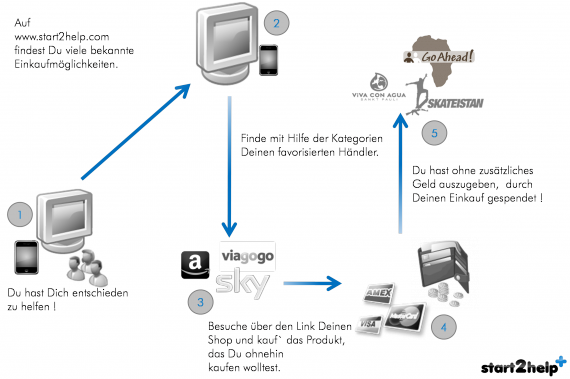 Auf
www.start2help.com
findest Du viele bekannte
Einkaufmöglichkeiten.
2
GoAhead!
VIVA CON AGUA
SANKT PAULI
SKATEISTAN
5
Finde mit Hilfe der Kategorien
Deinen favorisierten Händler.
Du hast ohne zusätzliches
Geld auszugeben, durch
Deinen Einkauf gespendet !
1
Du hast Dich entschieden
zu helfen !
a
viagogo
sky
3
AMEX
VISA
MasterCard
4
Besuche über den Link Deinen
Shop und kauf` das Produkt,
das Du ohnehin
kaufen wolltest.
start2help+